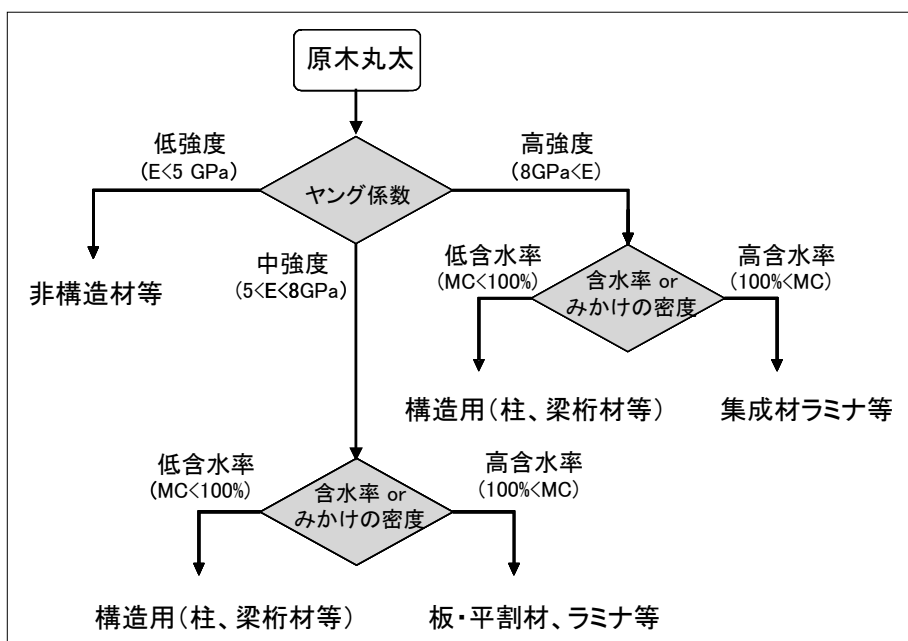 原木丸太
低強度
(E<5 GPa)
高強度
(8GPa<E)
ヤング係数
中強度
(5<E<8GPa)
非構造材等
低含水率
(MC<100%)
高含水率
(100%<MC)
含水率 or
みかけの密度
構造用(柱、梁桁材等)
集成材ラミナ等
低含水率
(MC<100%)
高含水率
(100%<MC)
含水率 or
みかけの密度
構造用(柱、梁桁材等)
板・平割材、ラミナ等